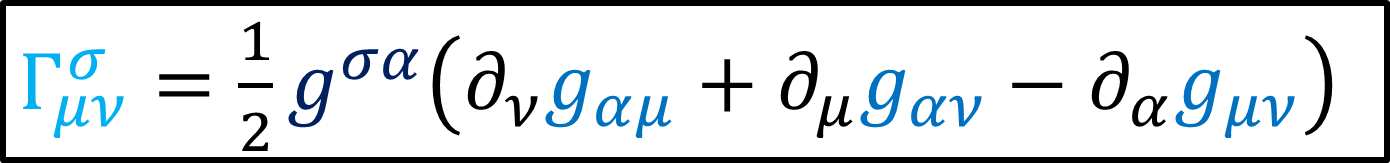 Γ^σ_μν = 1/2 g^σα (∂_ν g_αμ + ∂_μ g_αν − ∂_α g_μν)